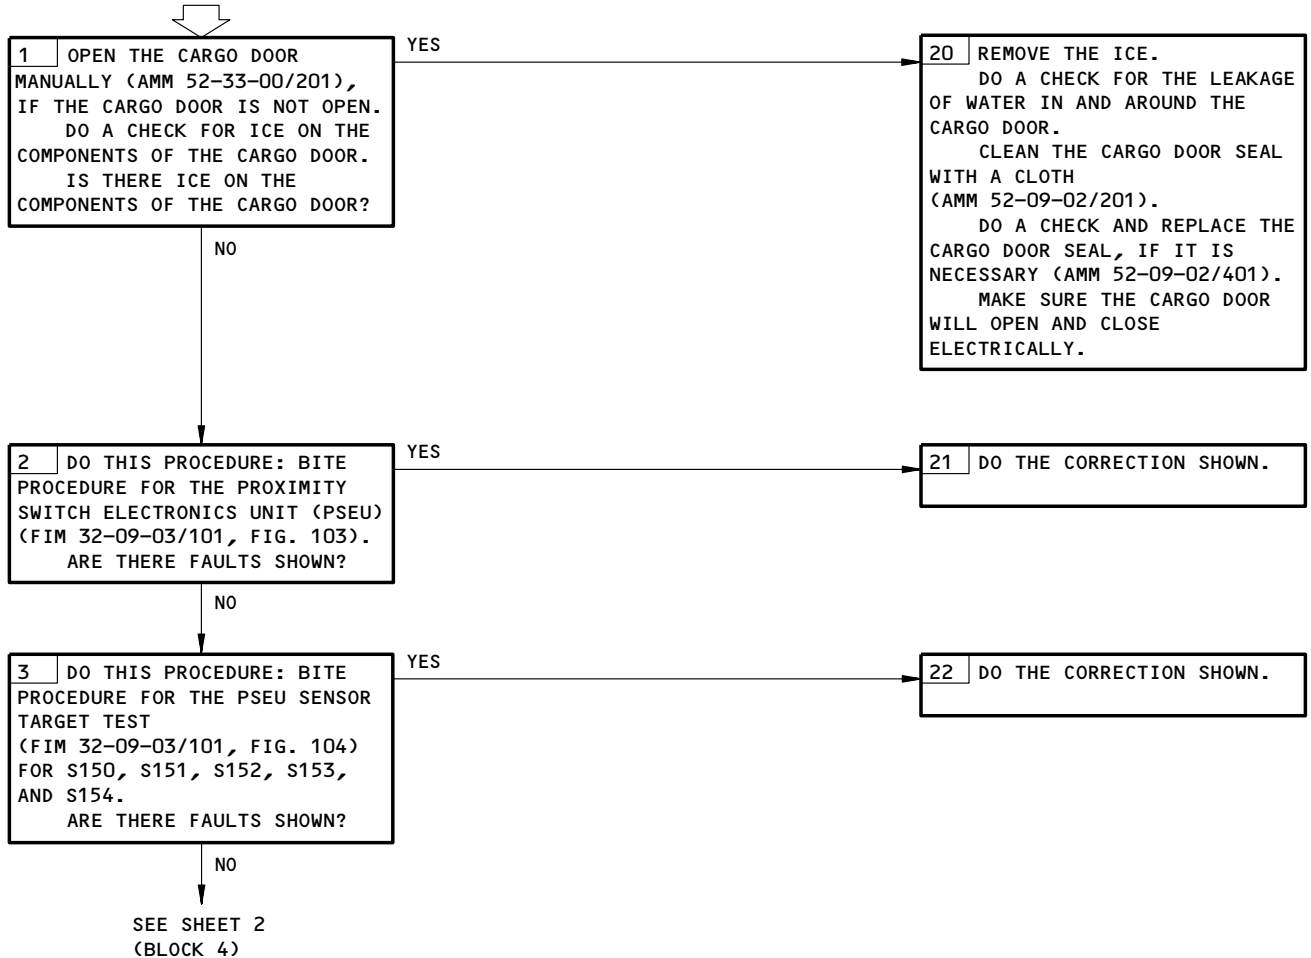 1 OPEN THE CARGO DOOR
MANUALLY (AMM 52-33-00/201),
IF THE CARGO DOOR IS NOT OPEN.
DO A CHECK FOR ICE ON THE
COMPONENTS OF THE CARGO DOOR.
IS THERE ICE ON THE
COMPONENTS OF THE CARGO DOOR?
YES
20 REMOVE THE ICE.
DO A CHECK FOR THE LEAKAGE
OF WATER IN AND AROUND THE
CARGO DOOR.
CLEAN THE CARGO DOOR SEAL
WITH A CLOTH
(AMM 52-09-02/201).
DO A CHECK AND REPLACE THE
CARGO DOOR SEAL, IF IT IS
NECESSARY (AMM 52-09-02/401).
MAKE SURE THE CARGO DOOR
WILL OPEN AND CLOSE
ELECTRICALLY.
NO
2 DO THIS PROCEDURE: BITE
PROCEDURE FOR THE PROXIMITY
SWITCH ELECTRONICS UNIT (PSEU)
(FIM 32-09-03/101, FIG. 103).
ARE THERE FAULTS SHOWN?
YES
21 DO THE CORRECTION SHOWN.
NO
3 DO THIS PROCEDURE: BITE
PROCEDURE FOR THE PSEU SENSOR
TARGET TEST
(FIM 32-09-03/101, FIG. 104)
FOR S150, S151, S152, S153,
AND S154.
ARE THERE FAULTS SHOWN?
YES
22 DO THE CORRECTION SHOWN.
NO
SEE SHEET 2
(BLOCK 4)